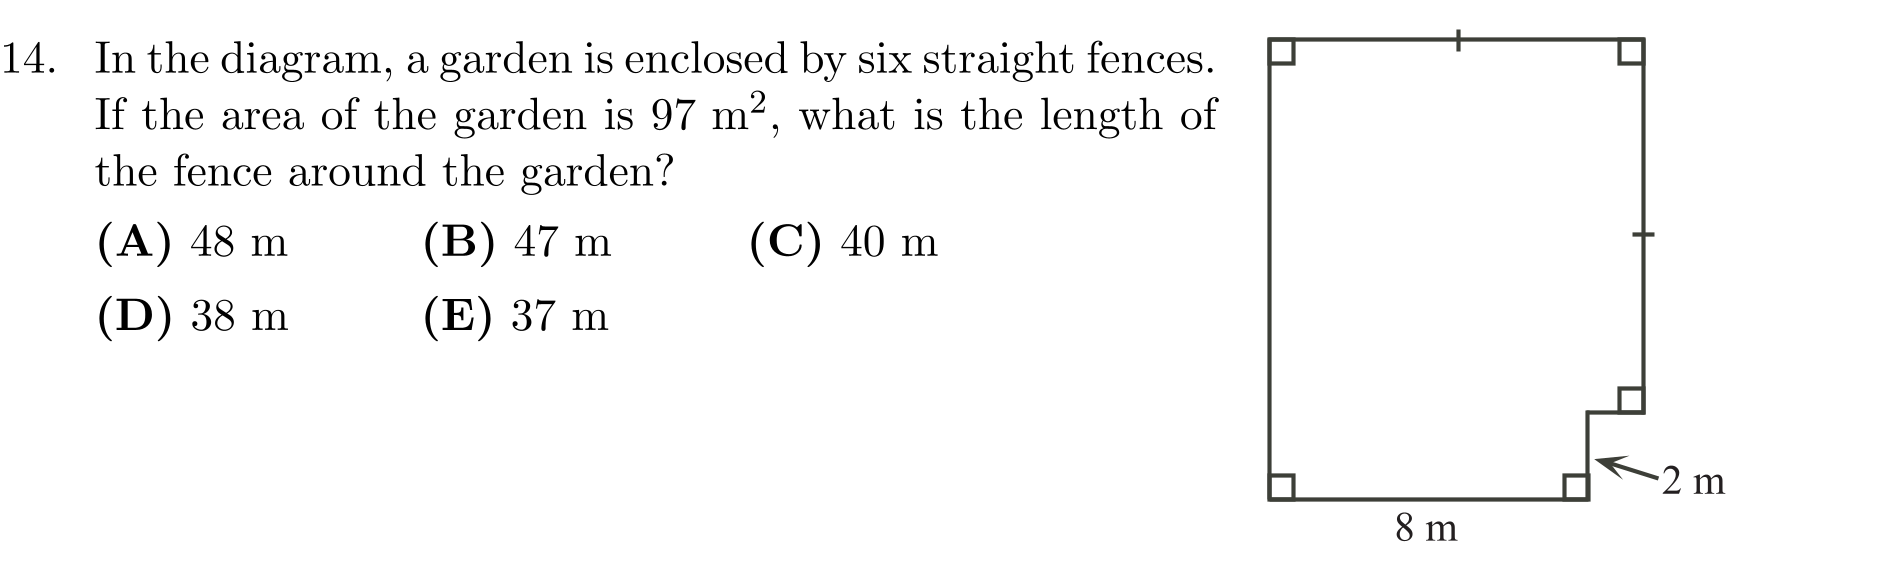 14. In the diagram, a garden is enclosed by six straight fences.
If the area of the garden is 97 m², what is the length of
the fence around the garden?
(A) 48 m (B) 47 m (C) 40 m
(D) 38 m (E) 37 m
2 m
8 m